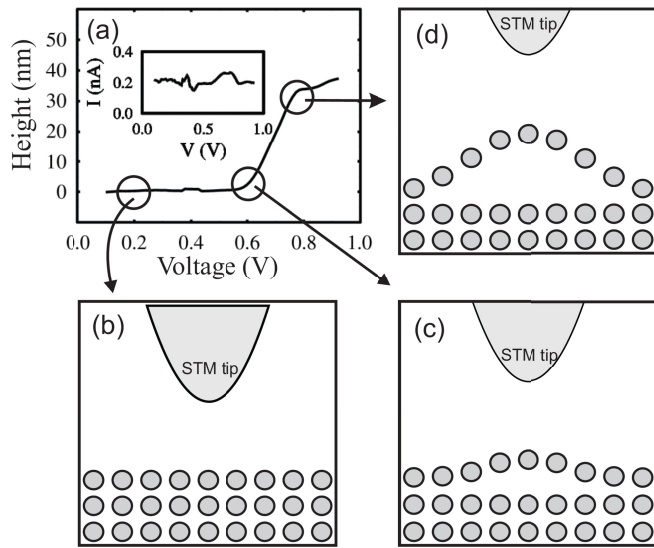 (a)
Height (nm)
60
50
40
30
20
10
0
I (nA)
0.4
0.2
0.0
0.0 0.5 1.0
V (V)
0.0 0.2 0.4 0.6 0.8 1.0
Voltage (V)
(d)
STM tip
(b)
STM tip
(c)
STM tip